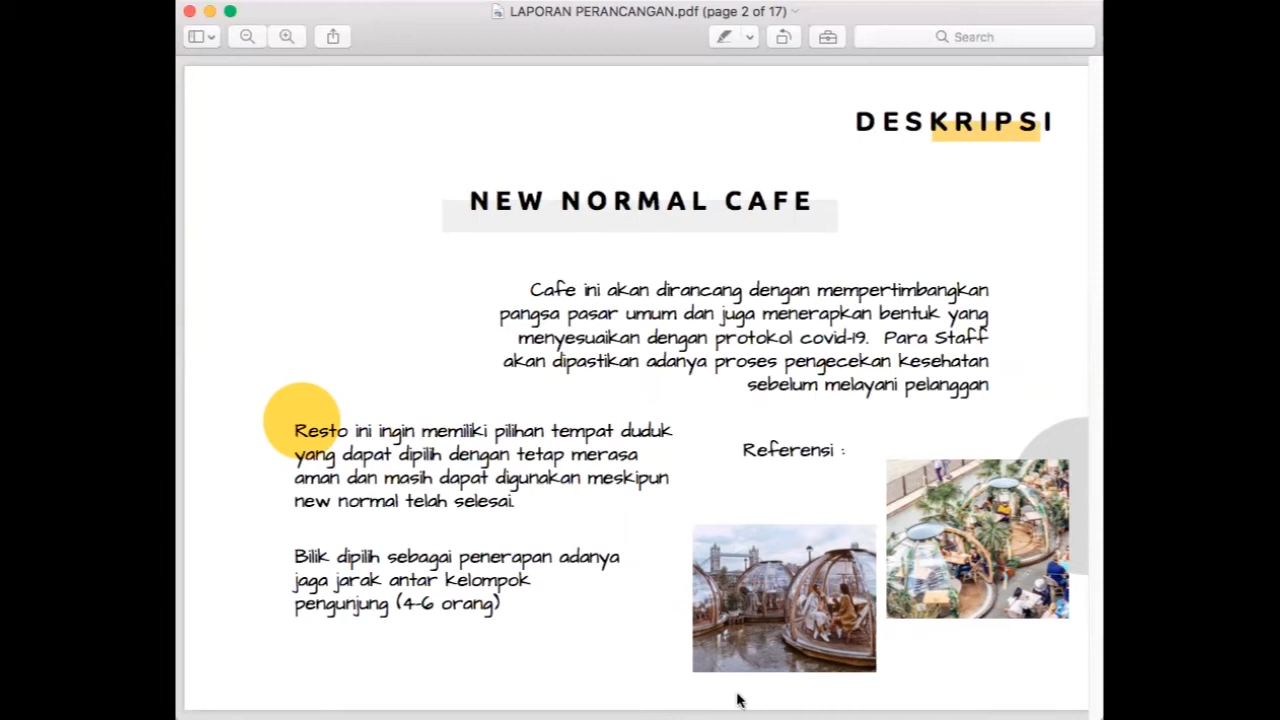 LAPORAN PERANCANGAN.pdf (page 2 of 17)
Search
DESKRIPSI
NEW NORMAL CAFE
Cafe ini akan dirancang dengan mempertimbangkan
pangsa pasar umum dan juga menerapkan bentuk yang
menyesuaikan dengan protokol covid-19. Para Staff
akan dipastikan adanya proses pengecekan kesehatan
sebelum melayani pelanggan
Resto ini ingin memiliki pilihan tempat duduk
yang dapat dipilih dengan tetap merasa
aman dan masih dapat digunakan meskipun
new normal telah selesai.
Bilik dipilih sebagai penerapan adanya
jaga jarak antar kelompok
pengunjung (4-6 orang)
Referensi :